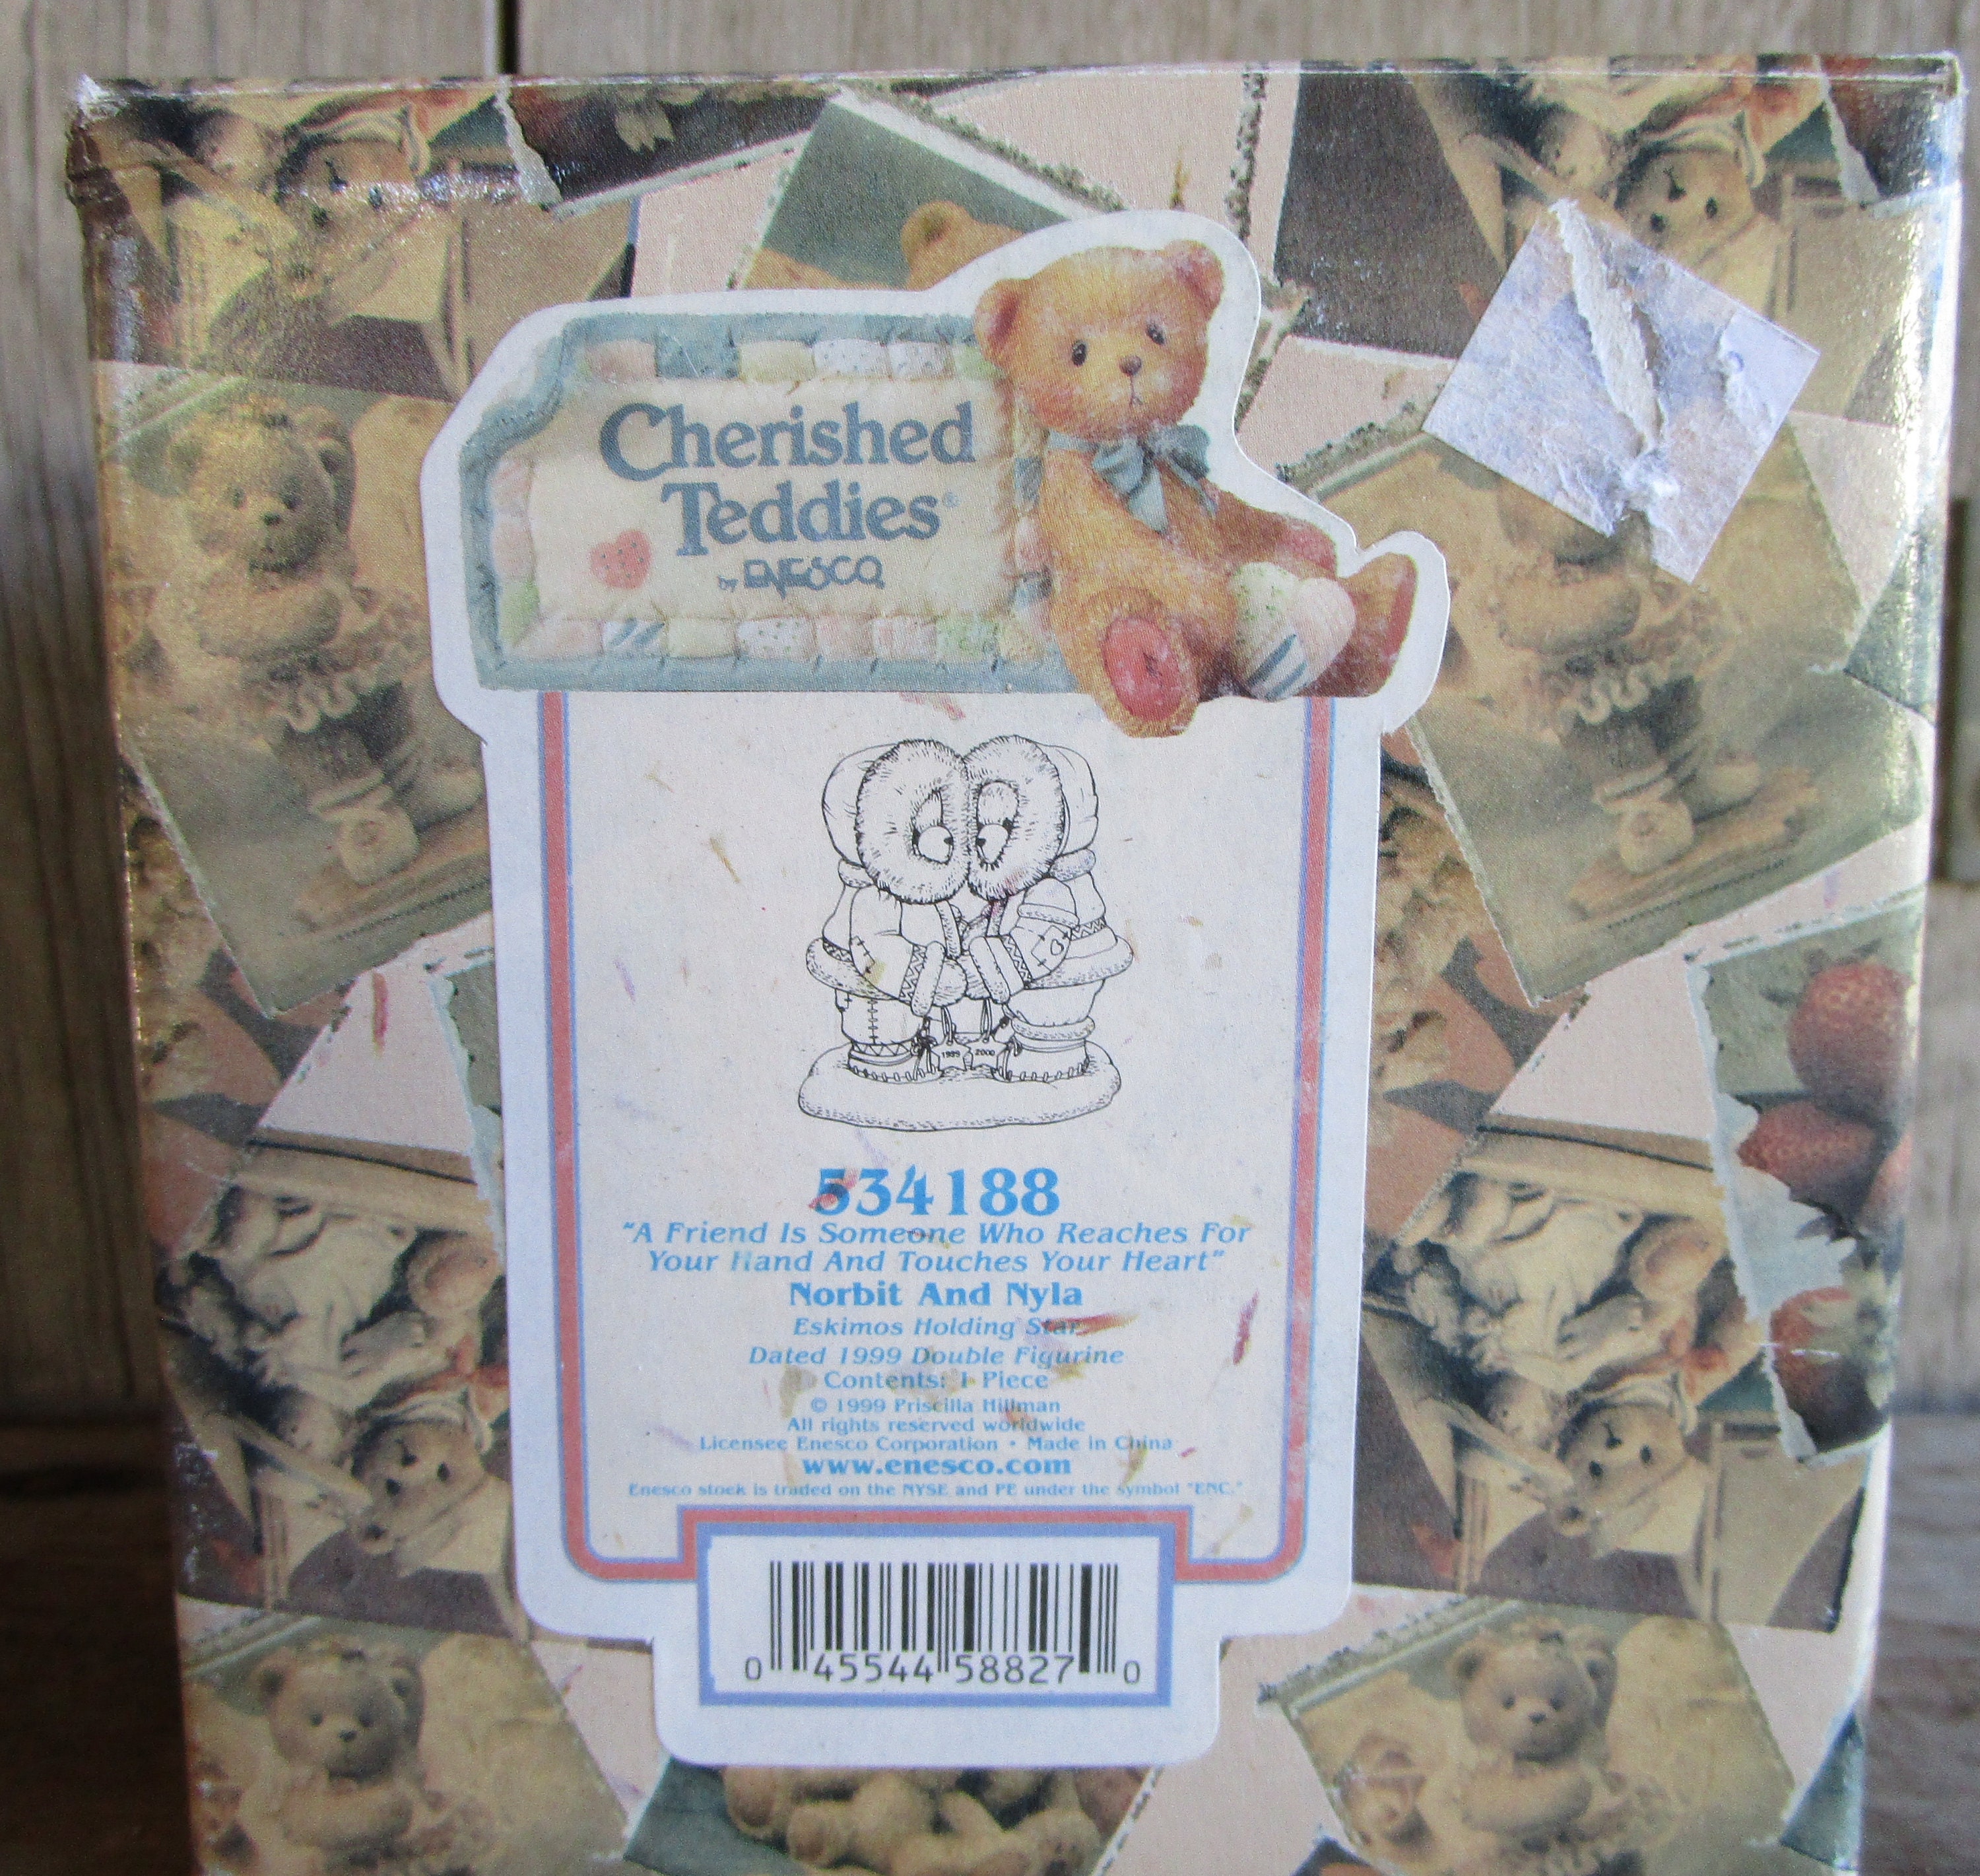 Cherished
Teddies®
by ENESCO
1999 2000
534188
"A Friend Is Someone Who Reaches For
Your Hand And Touches Your Heart"
Norbit And Nyla
Eskimos Holding Star
Dated 1999 Double Figurine
Contents: 1 Piece
© 1999 Priscilla Hillman
All rights reserved worldwide
Licensee Enesco Corporation • Made in China
www.enesco.com
Enesco stock is traded on the NYSE and PE under the symbol "ENC."
0 45544 58827 0